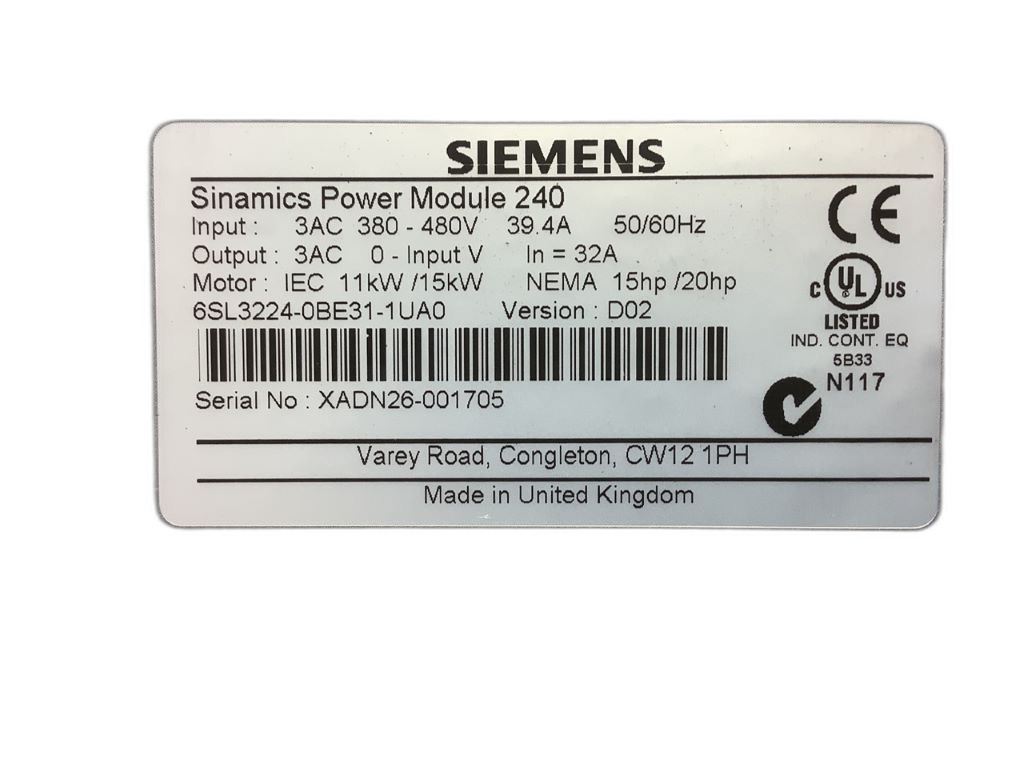 SIEMENS
Sinamics Power Module 240
Input : 3AC 380 - 480V 39.4A 50/60Hz
Output : 3AC 0 - Input V In = 32A
Motor : IEC 11kW /15kW NEMA 15hp /20hp
6SL3224-0BE31-1UA0 Version : D02
Serial No : XADN26-001705
CE
C UL US
LISTED
IND. CONT. EQ
5B33
N117
Varey Road, Congleton, CW12 1PH
Made in United Kingdom